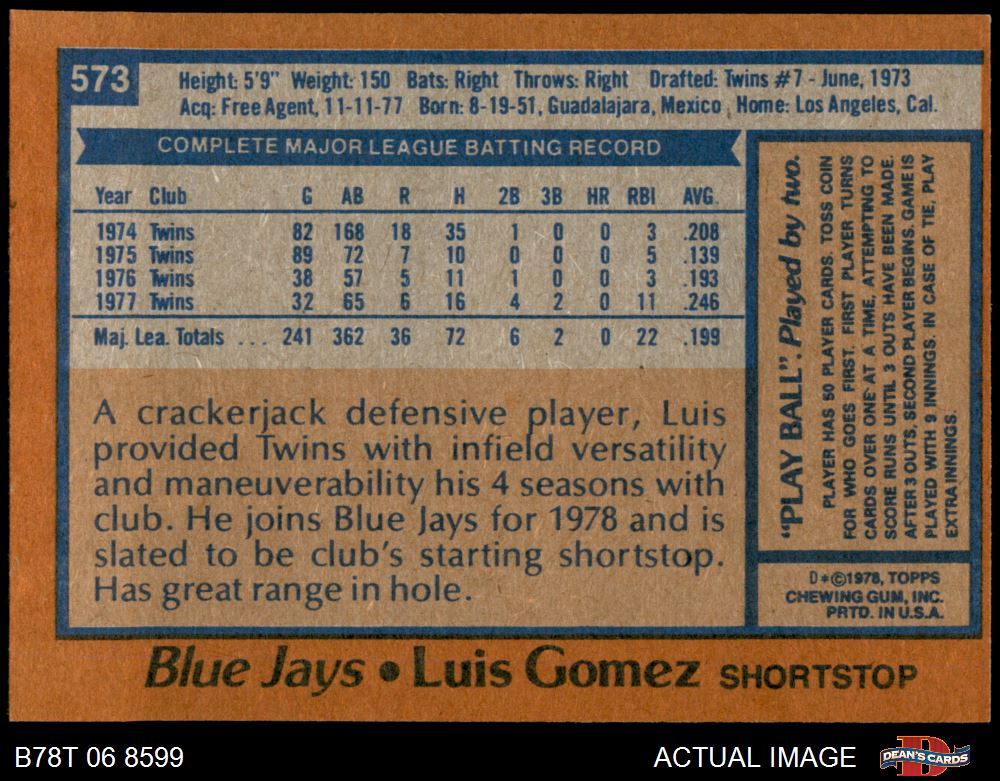 573
Height: 5'9" Weight: 150 Bats: Right Throws: Right Drafted: Twins #7 - June, 1973
Acq: Free Agent, 11-11-77 Born: 8-19-51, Guadalajara, Mexico Home: Los Angeles, Cal.
COMPLETE MAJOR LEAGUE BATTING RECORD
Year Club G AB R H 2B 3B HR RBI AVG.
1974 Twins 82 168 18 35 1 0 0 3 .208
1975 Twins 89 72 7 10 0 0 0 5 .139
1976 Twins 38 57 5 11 1 0 0 3 .193
1977 Twins 32 65 6 16 4 2 0 11 .246
Maj. Lea. Totals ... 241 362 36 72 6 2 0 22 .199
A crackerjack defensive player, Luis
provided Twins with infield versatility
and maneuverability his 4 seasons with
club. He joins Blue Jays for 1978 and is
slated to be club's starting shortstop.
Has great range in hole.
"PLAY BALL". Played by two.
PLAYER HAS 50 PLAYER CARDS. TOSS COIN
FOR WHO GOES FIRST. FIRST PLAYER TURNS
CARDS OVER ONE AT A TIME, ATTEMPTING TO
SCORE RUNS UNTIL 3 OUTS HAVE BEEN MADE.
AFTER 3 OUTS, SECOND PLAYER BEGINS. GAME IS
PLAYED WITH 9 INNINGS. IN CASE OF TIE, PLAY
EXTRA INNINGS.
D*©1978, TOPPS
CHEWING GUM, INC.
PRTD. IN U.S.A.
Blue Jays • Luis Gomez SHORTSTOP
B78T 06 8599
ACTUAL IMAGE
DEAN'S CARDS